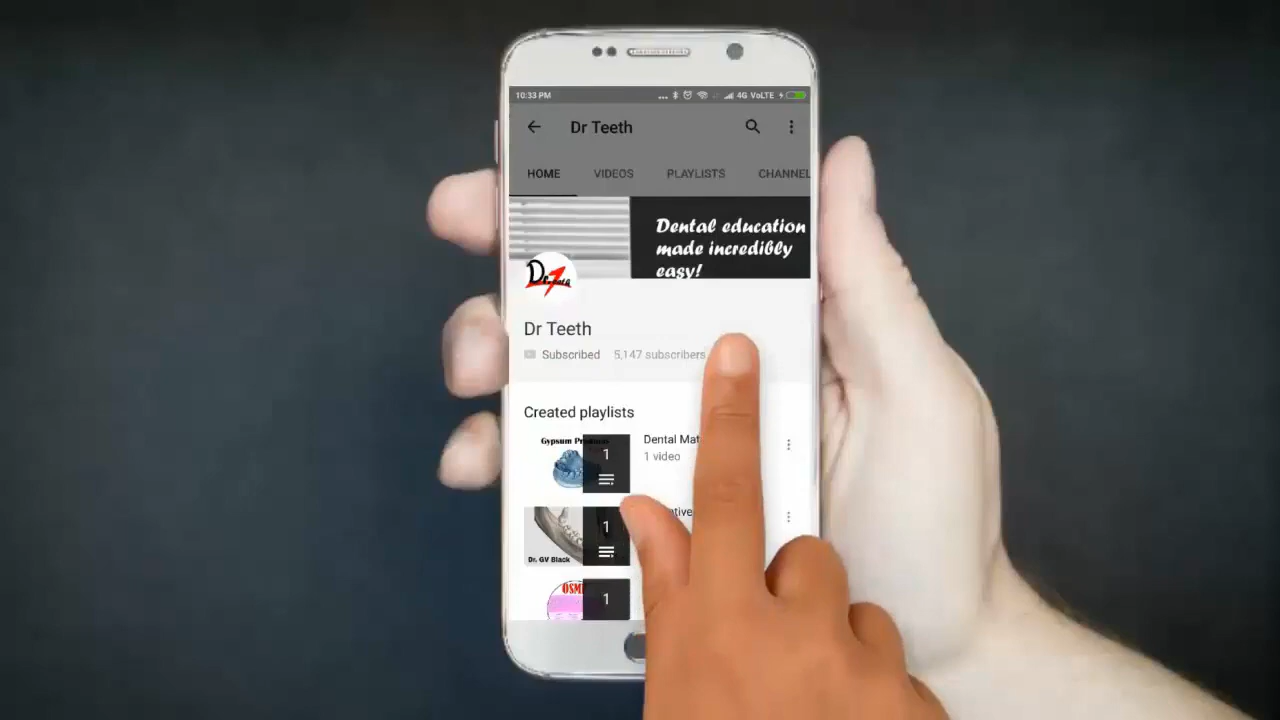 10:33 PM
4G VoLTE
Dr Teeth
HOME VIDEOS PLAYLISTS CHANNEL
Dental education
made incredibly
easy!
Dr Teeth
Subscribed 5,147 subscribers
Created playlists
Gypsum
1
Dental Mat
1 video
1
Dr. GV Black
1